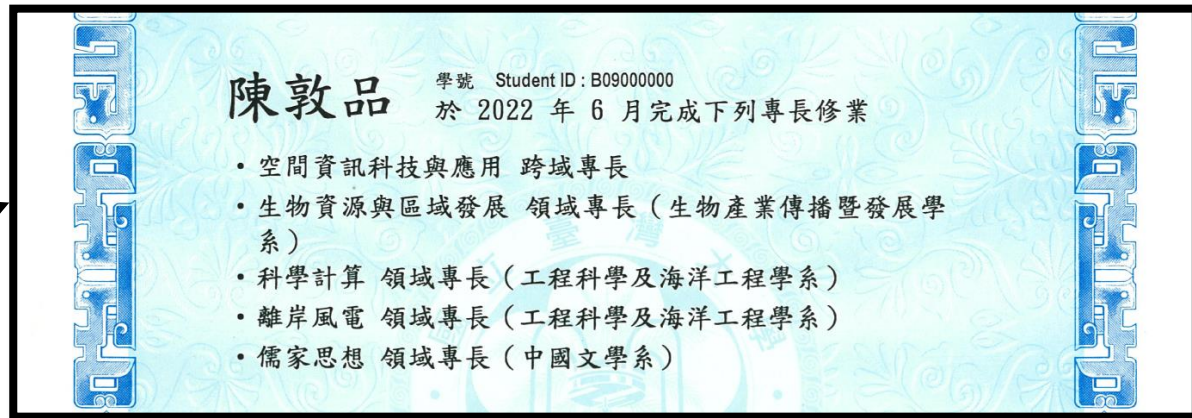 陳敦品 學號 Student ID : B09000000
於 2022 年 6 月完成下列專長修業
・空間資訊科技與應用 跨域專長
・生物資源與區域發展 領域專長（生物產業傳播暨發展學
系）
・科學計算 領域專長（工程科學及海洋工程學系）
・離岸風電 領域專長（工程科學及海洋工程學系）
・儒家思想 領域專長（中國文學系）
臺 灣